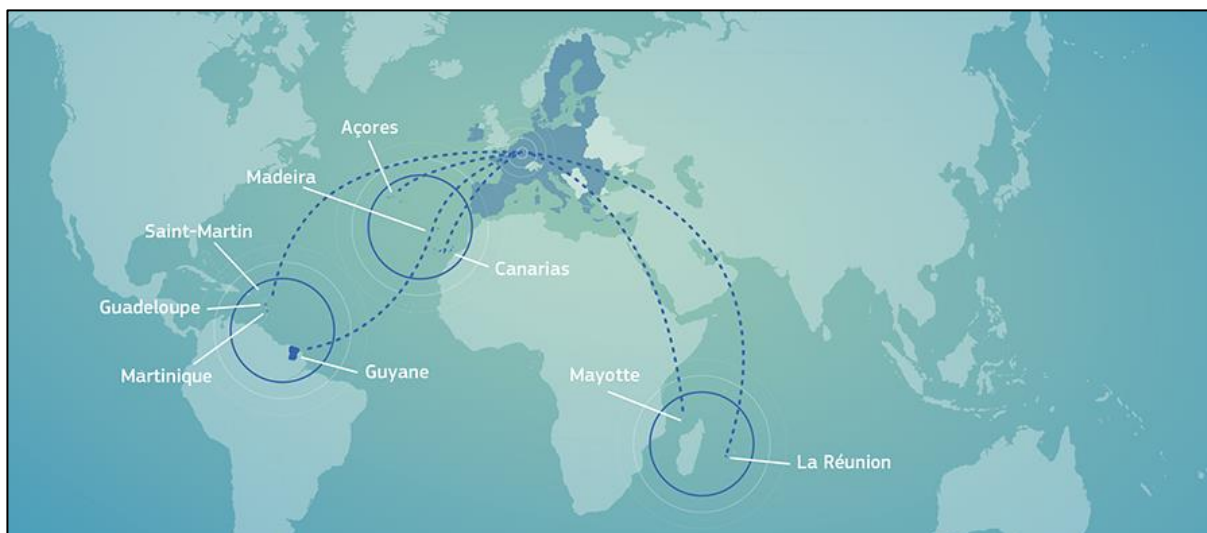 Açores
Madeira
Saint-Martin
Canarias
Guadeloupe
Martinique
Guyane
Mayotte
La Réunion